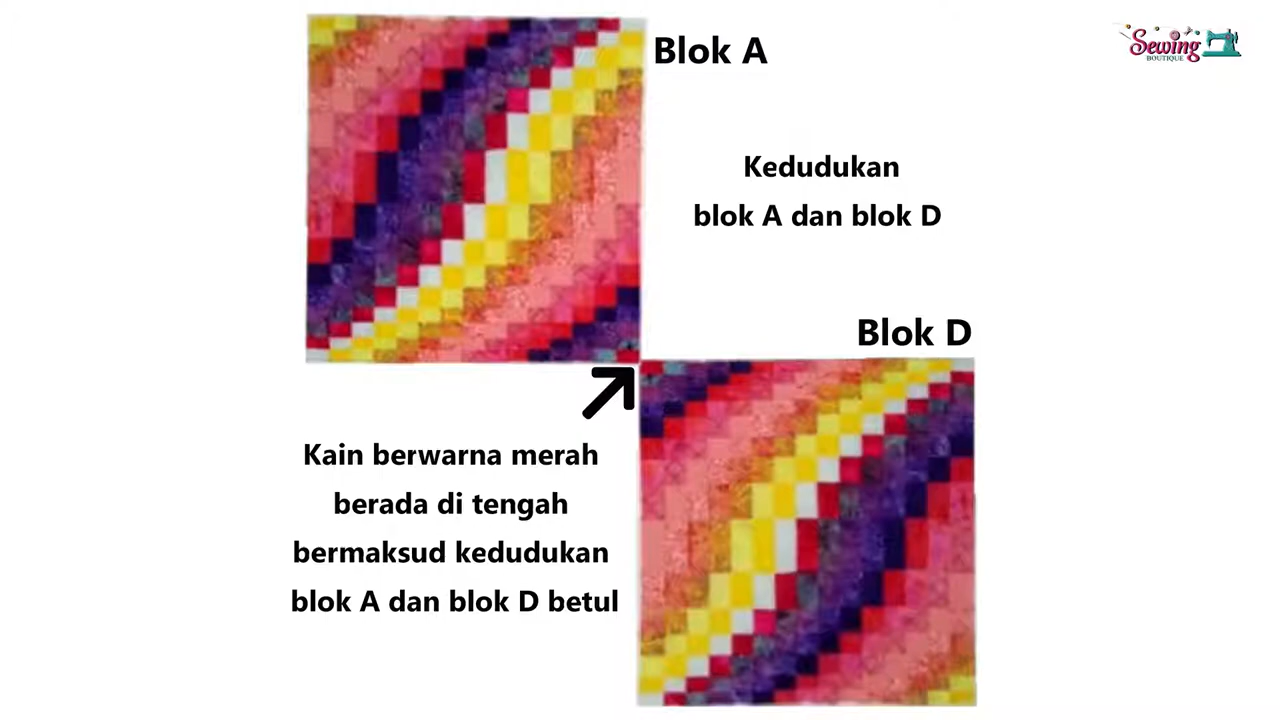 Blok A
Sewing
BOUTIQUE
Kedudukan
blok A dan blok D
Blok D
Kain berwarna merah
berada di tengah
bermaksud kedudukan
blok A dan blok D betul